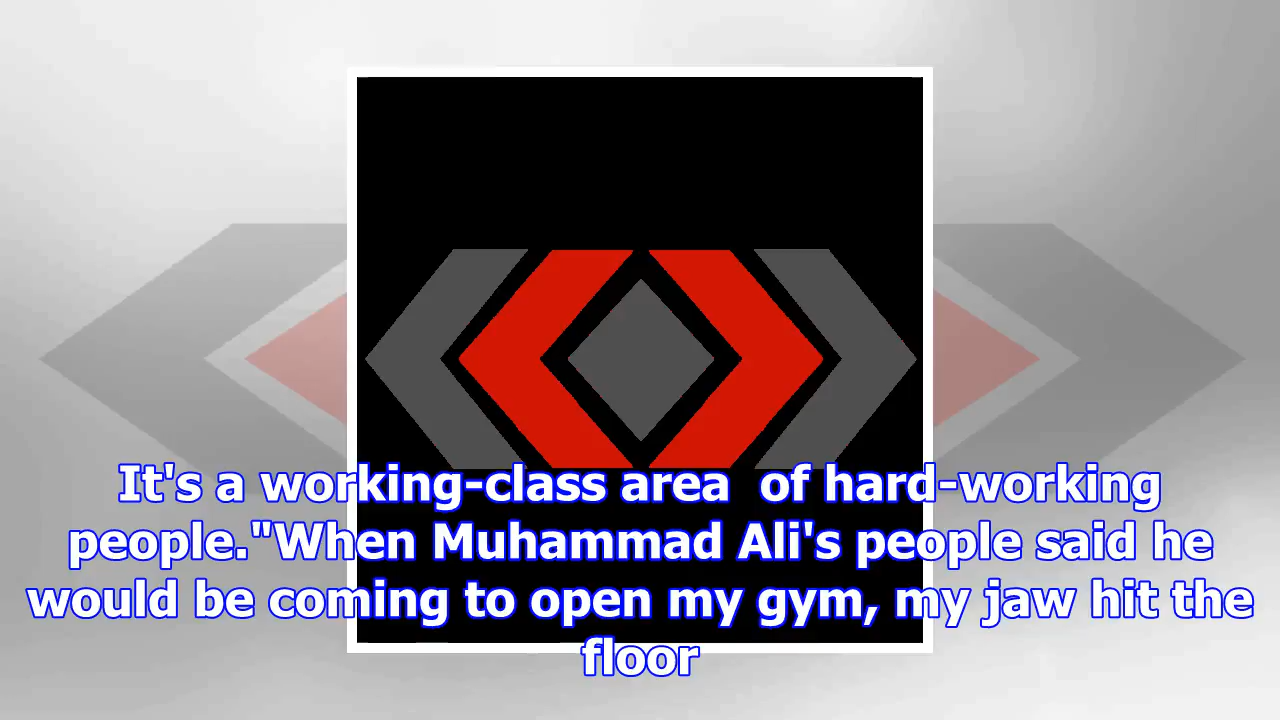 It's a working-class area  of hard-working
people."When Muhammad Ali's people said he
would be coming to open my gym, my jaw hit the
floor